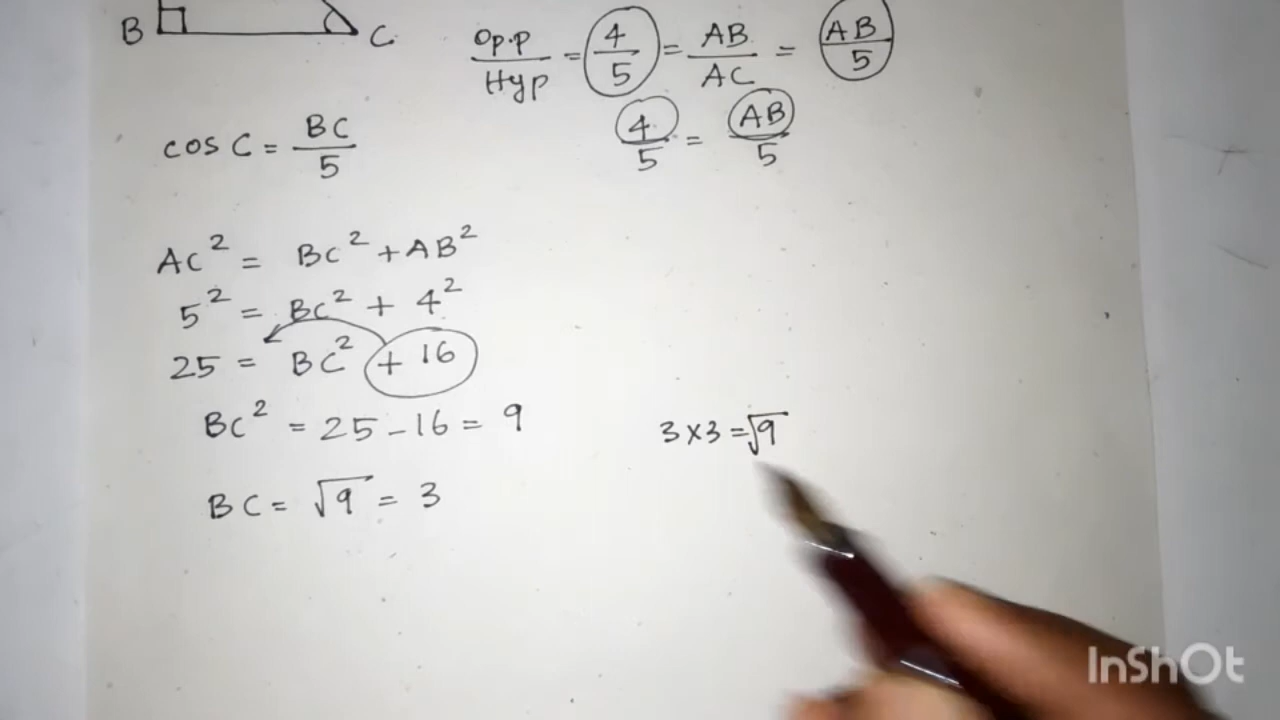 B C
Opp/Hyp = 4/5 = AB/AC = AB/5
4/5 = AB/5
cos C = BC/5
AC² = BC² + AB²
5² = BC² + 4²
25 = BC² + 16
BC² = 25 - 16 = 9
3 × 3 = √9
BC = √9 = 3
InShOt